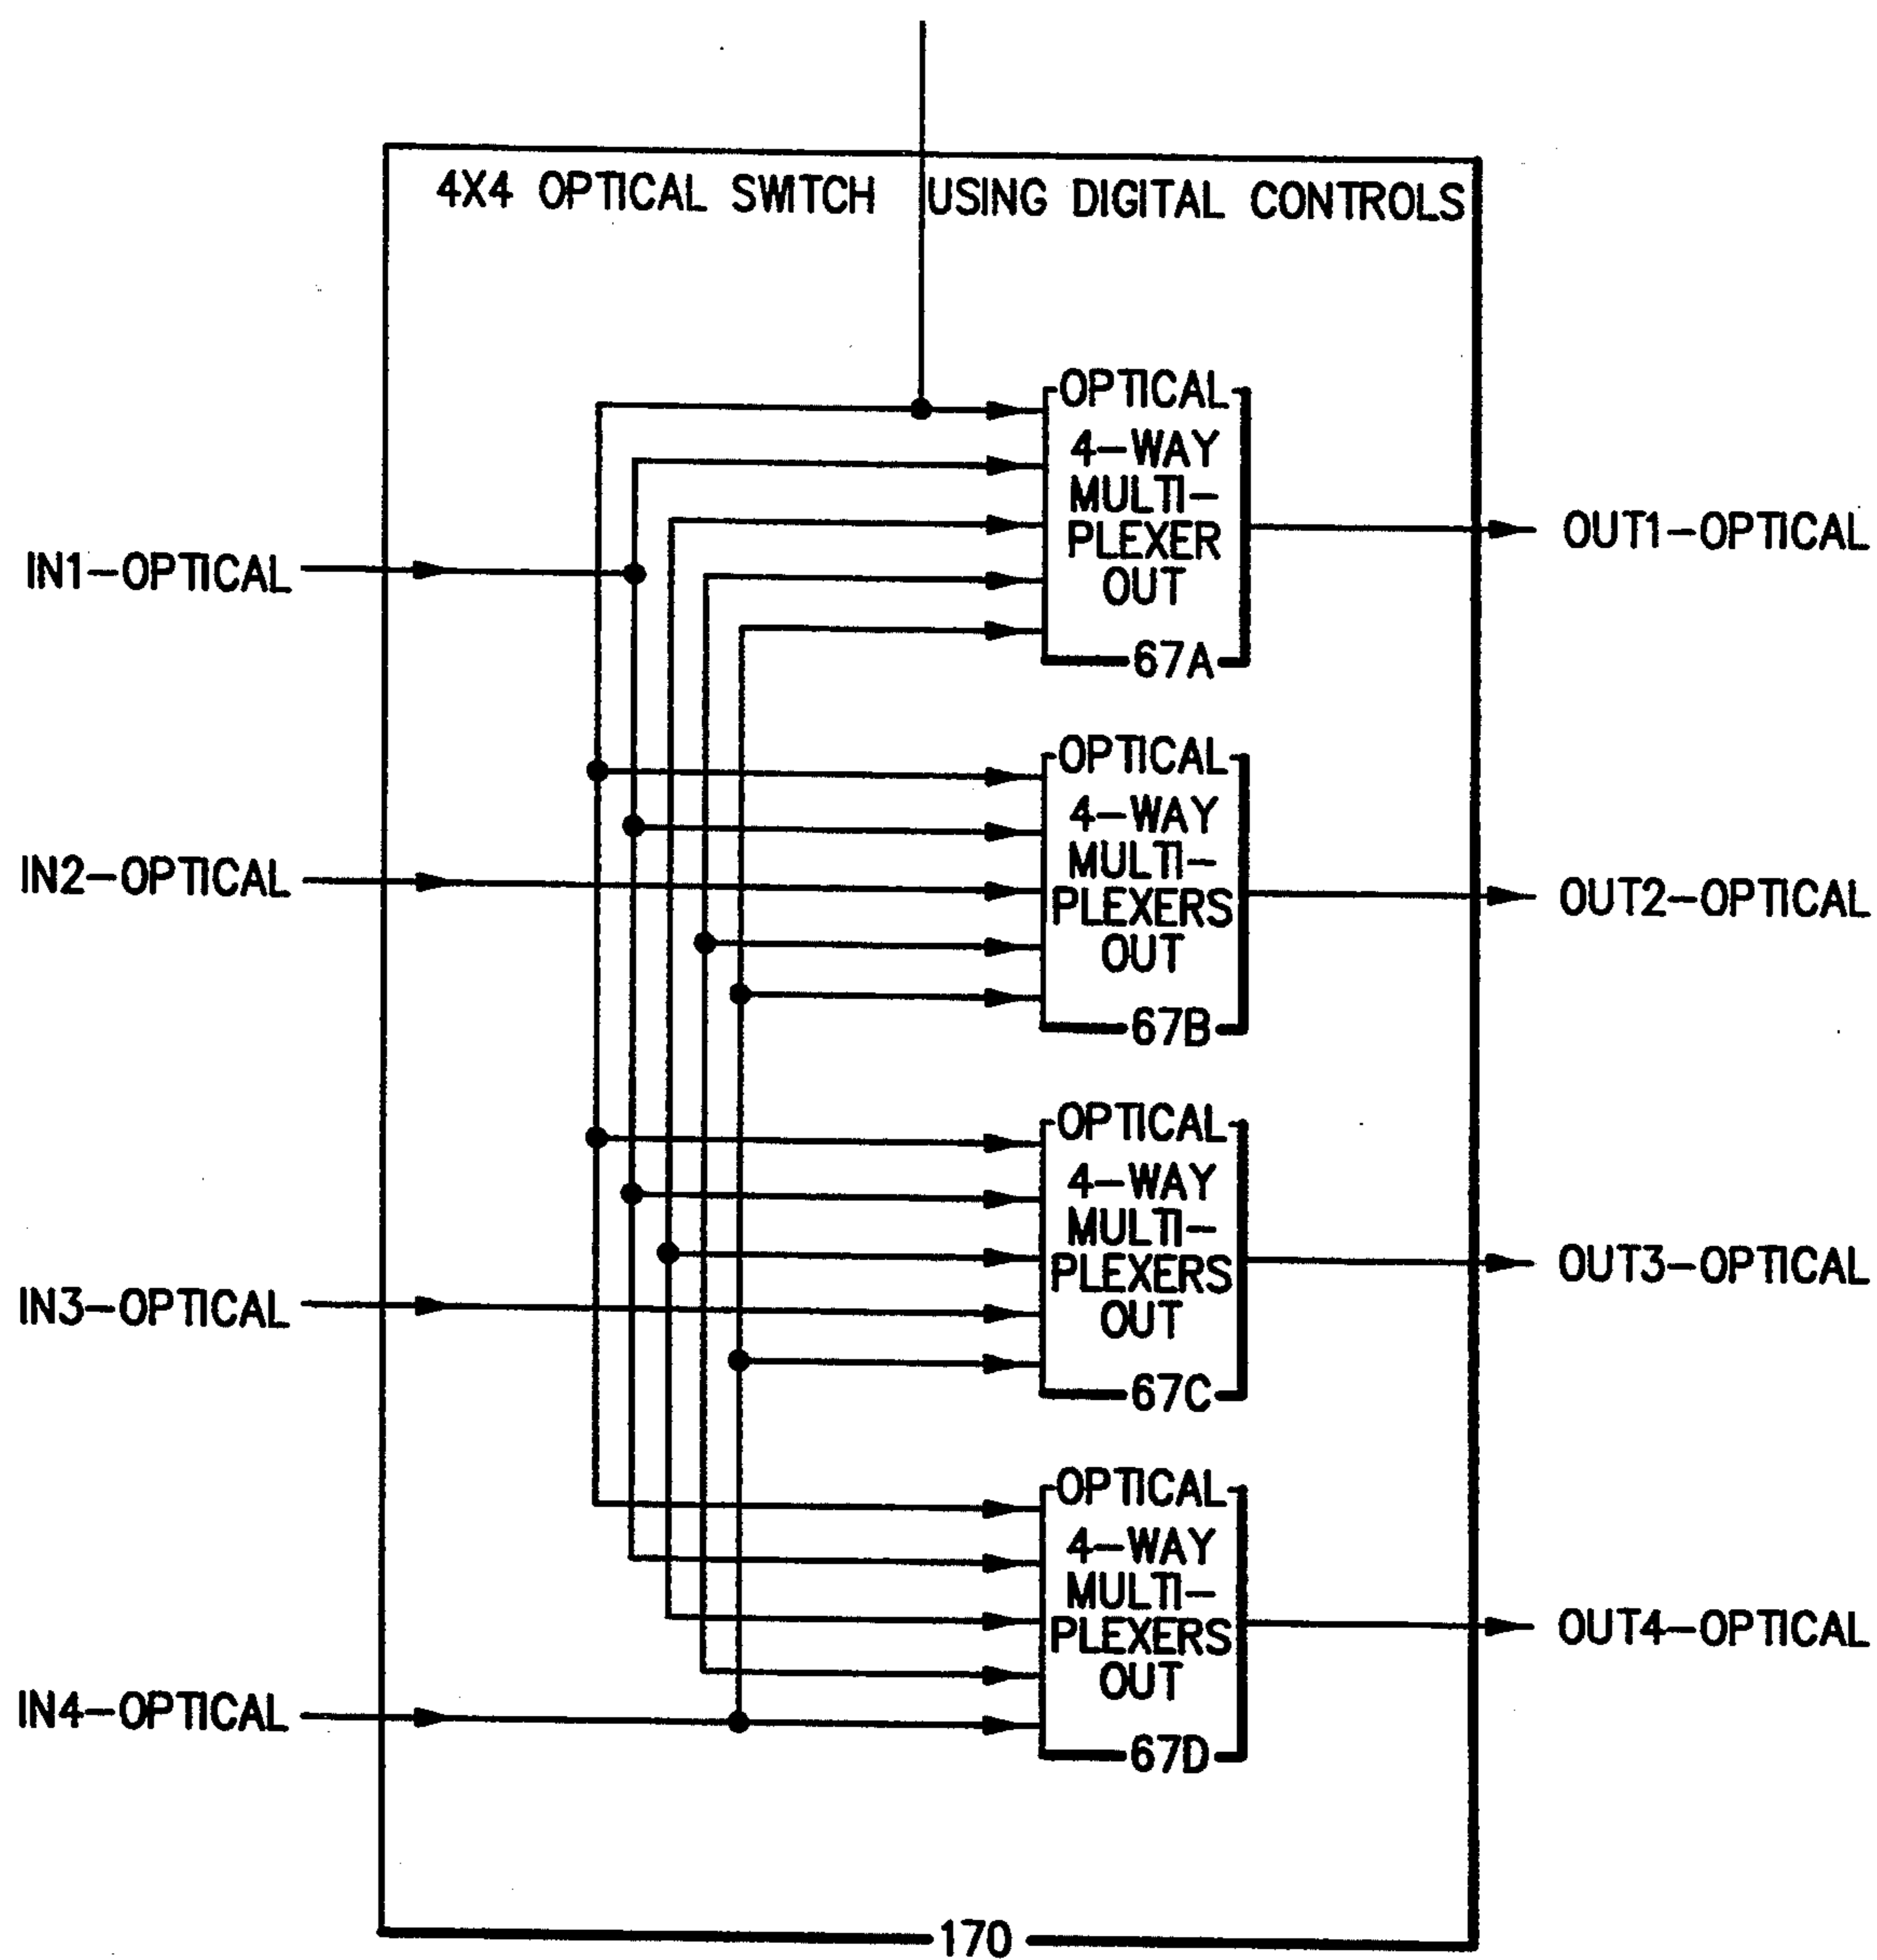 4X4 OPTICAL SWITCH USING DIGITAL CONTROLS
OPTICAL
4-WAY
MULTI-
PLEXER
OUT
67A
IN1-OPTICAL
OUT1-OPTICAL
OPTICAL
4-WAY
MULTI-
PLEXERS
OUT
67B
IN2-OPTICAL
OUT2-OPTICAL
OPTICAL
4-WAY
MULTI-
PLEXERS
OUT
67C
IN3-OPTICAL
OUT3-OPTICAL
OPTICAL
4-WAY
MULTI-
PLEXERS
OUT
67D
IN4-OPTICAL
OUT4-OPTICAL
170